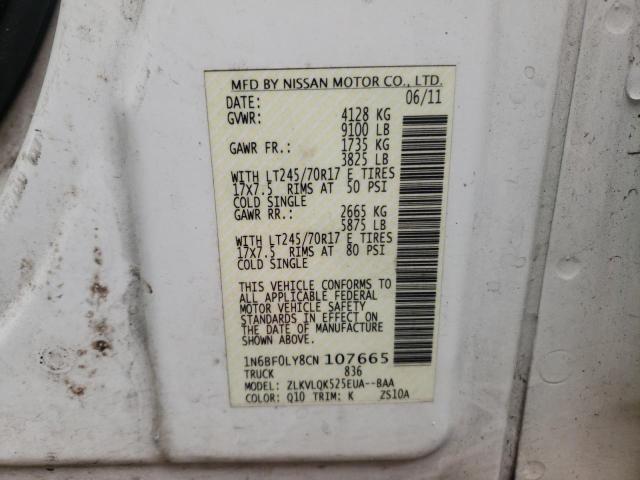 MFD BY NISSAN MOTOR CO., LTD.
DATE: 06/11
GVWR: 4128 KG
9100 LB
GAWR FR.: 1735 KG
3825 LB
WITH LT245/70R17 E TIRES
17X7.5 RIMS AT 50 PSI
COLD SINGLE
GAWR RR.: 2665 KG
5875 LB
WITH LT245/70R17 E TIRES
17X7.5 RIMS AT 80 PSI
COLD SINGLE
THIS VEHICLE CONFORMS TO
ALL APPLICABLE FEDERAL
MOTOR VEHICLE SAFETY
STANDARDS IN EFFECT ON
THE DATE OF MANUFACTURE
SHOWN ABOVE.
1N6BF0LY8CN 107665
TRUCK 836
MODEL: ZLKVLQK525EUA--BAA
COLOR: Q10 TRIM: K ZS10A